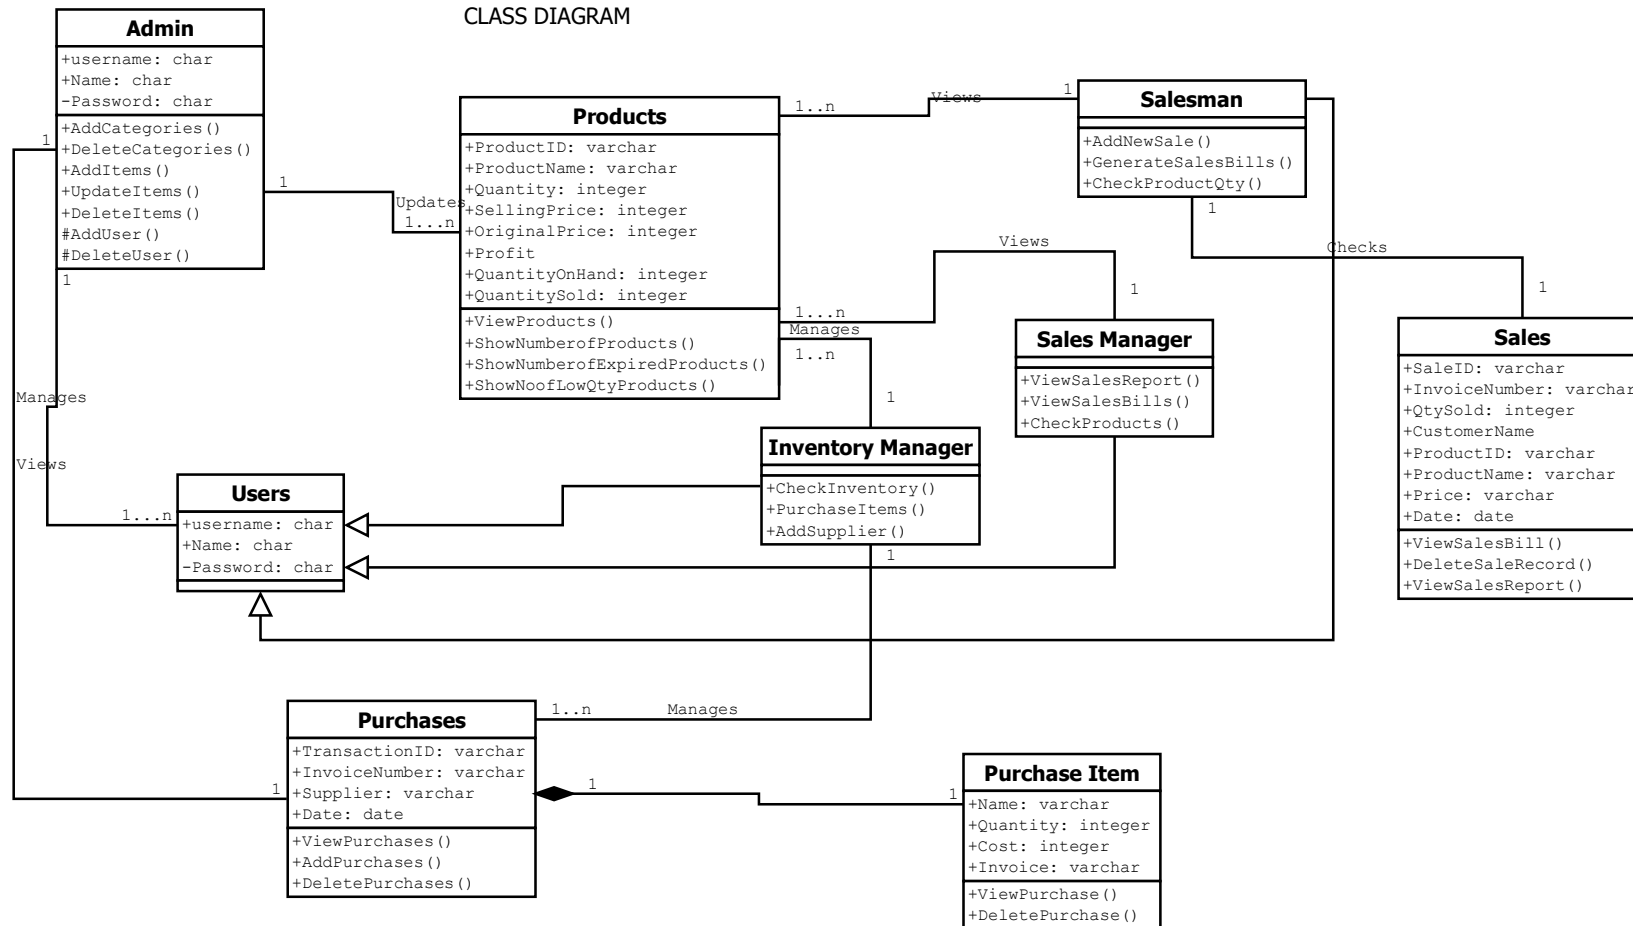 CLASS DIAGRAM
Admin
+username: char
+Name: char
-Password: char
+AddCategories()
+DeleteCategories()
+AddItems()
+UpdateItems()
+DeleteItems()
#AddUser()
#DeleteUser()
1
1
1
Updates
1...n
Products
+ProductID: varchar
+ProductName: varchar
+Quantity: integer
+SellingPrice: integer
+OriginalPrice: integer
+Profit
+QuantityOnHand: integer
+QuantitySold: integer
+ViewProducts()
+ShowNumberofProducts()
+ShowNumberofExpiredProducts()
+ShowNoofLowQtyProducts()
1..n
Views
1
Salesman
+AddNewSale()
+GenerateSalesBills()
+CheckProductQty()
1
Checks
1
Views
1
1...n
Manages
1..n
1
Sales Manager
+ViewSalesReport()
+ViewSalesBills()
+CheckProducts()
Sales
+SaleID: varchar
+InvoiceNumber: varchar
+QtySold: integer
+CustomerName
+ProductID: varchar
+ProductName: varchar
+Price: varchar
+Date: date
+ViewSalesBill()
+DeleteSaleRecord()
+ViewSalesReport()
Inventory Manager
+CheckInventory()
+PurchaseItems()
+AddSupplier()
1
Manages
Views
1...n
Users
+username: char
+Name: char
-Password: char
1..n
Manages
1
Purchases
+TransactionID: varchar
+InvoiceNumber: varchar
+Supplier: varchar
+Date: date
+ViewPurchases()
+AddPurchases()
+DeletePurchases()
1
1
Purchase Item
+Name: varchar
+Quantity: integer
+Cost: integer
+Invoice: varchar
+ViewPurchase()
+DeletePurchase()